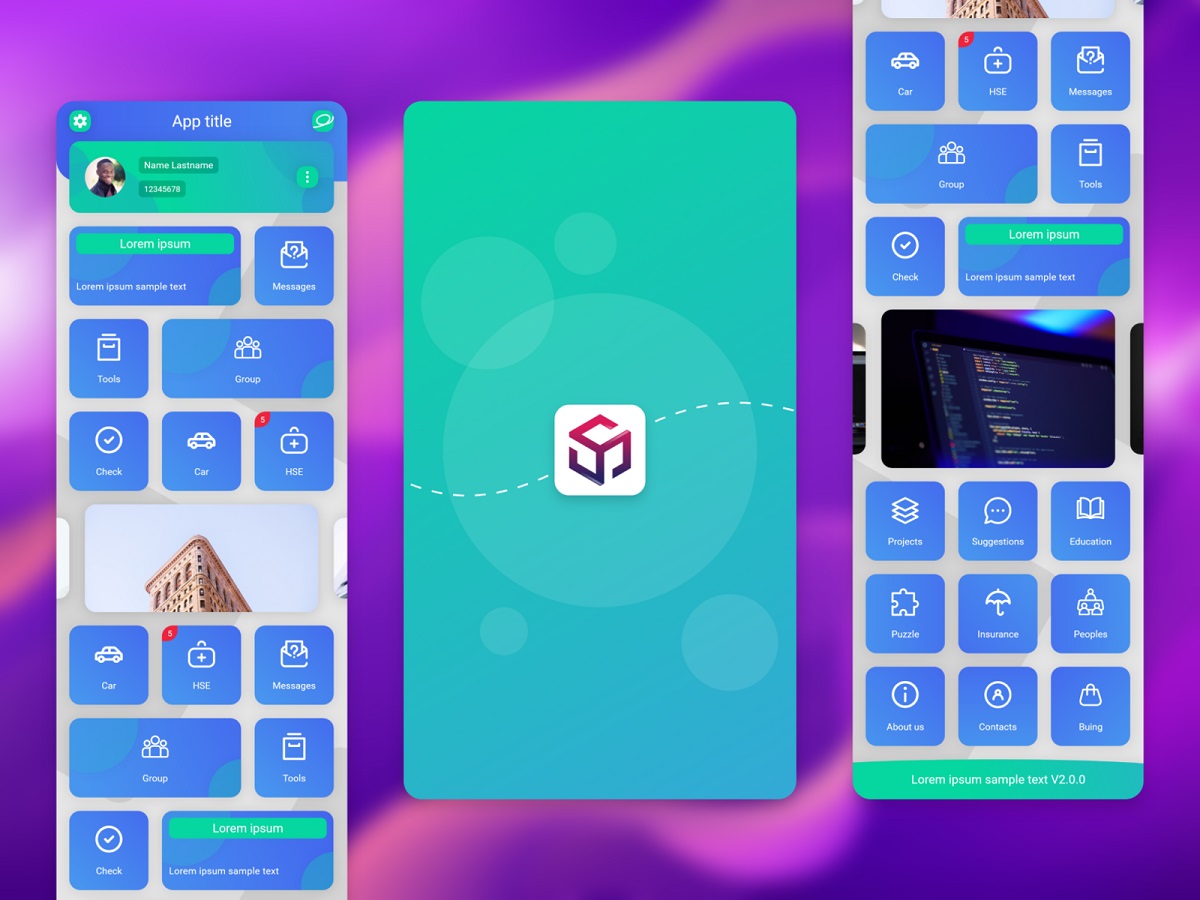 App title
Name Lastname
12345678
Lorem ipsum
Lorem ipsum sample text
Messages
Tools
Group
Check
Car
5
HSE
Car
5
HSE
Messages
Group
Tools
Check
Lorem ipsum
Lorem ipsum sample text
Car
5
HSE
Messages
Group
Tools
Check
Lorem ipsum
Lorem ipsum sample text
Projects
Suggestions
Education
Puzzle
Insurance
Peoples
About us
Contacts
Buing
Lorem ipsum sample text V2.0.0